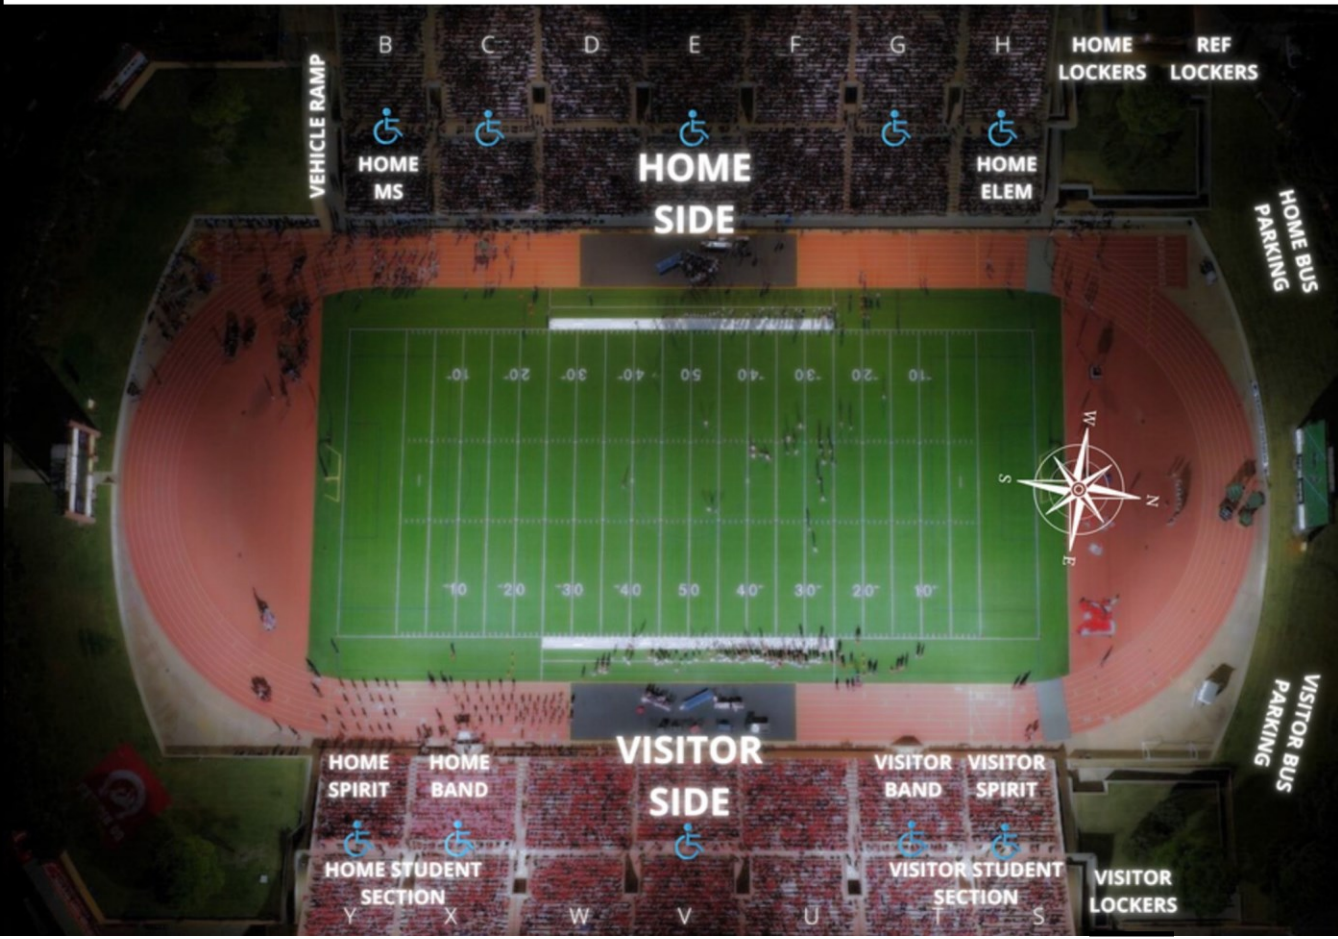 B C D E F G H
HOME
LOCKERS
REF
LOCKERS
VEHICLE RAMP
HOME
MS
HOME
SIDE
HOME
ELEM
HOME BUS
PARKING
10 20 30 40 50 40 30 20 10
W
S
N
E
10 20 30 40 50 40 30 20 10
HOME
SPIRIT
HOME
BAND
VISITOR
SIDE
VISITOR
BAND
VISITOR
SPIRIT
VISITOR BUS
PARKING
HOME STUDENT
SECTION
VISITOR STUDENT
SECTION
VISITOR
LOCKERS
Y X W V U T S